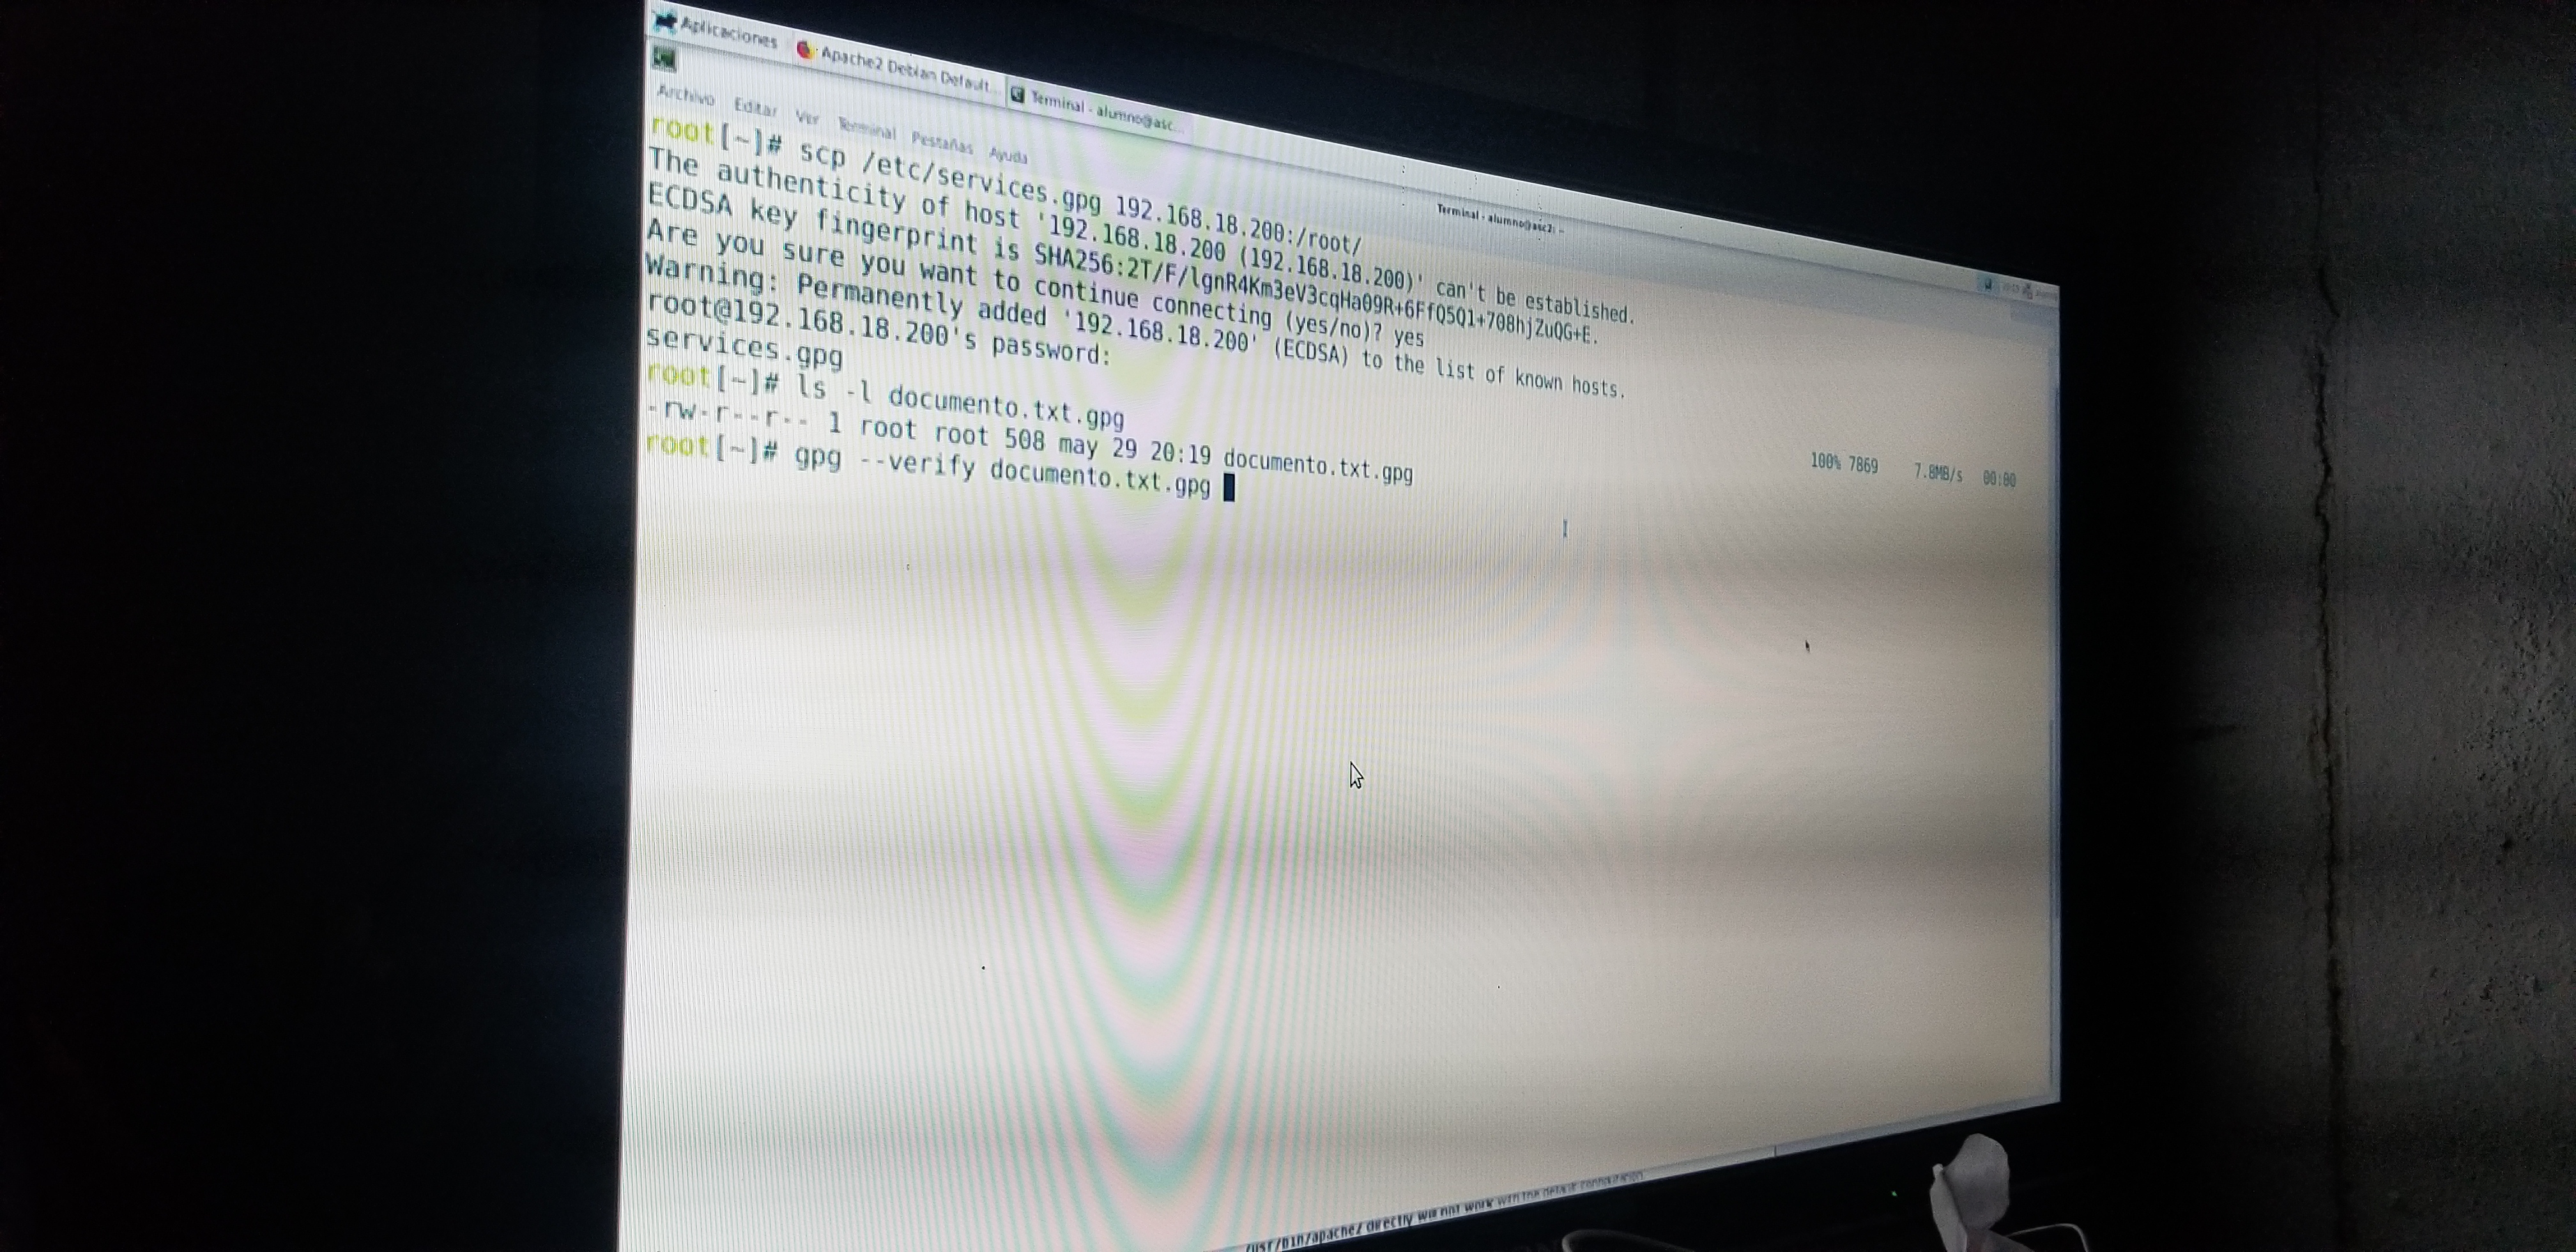 Aplicaciones
Apache2 Debian Default...
Terminal - alumno@asc...
Terminal - alumno@asc2: ~
Archivo Editar Ver Terminal Pestañas Ayuda
root[~]# scp /etc/services.gpg 192.168.18.200:/root/
The authenticity of host '192.168.18.200 (192.168.18.200)' can't be established.
ECDSA key fingerprint is SHA256:2T/F/lgnR4Km3eV3cqHa09R+6FfQ5Q1+708hjZuQG+E.
Are you sure you want to continue connecting (yes/no)? yes
Warning: Permanently added '192.168.18.200' (ECDSA) to the list of known hosts.
root@192.168.18.200's password:
services.gpg 100% 7869 7.8MB/s 00:00
root[~]# ls -l documento.txt.gpg
-rw-r--r-- 1 root root 508 may 29 20:19 documento.txt.gpg
root[~]# gpg --verify documento.txt.gpg
/usr/bin/apache2 directly will not work with the default configuration.